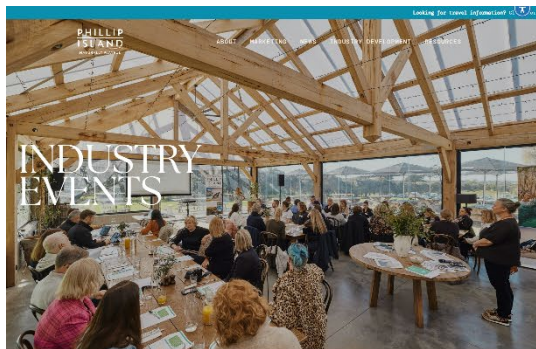 Looking for travel information?
PHILLIP
ISLAND
ABOUT MARKETING NEWS INDUSTRY DEVELOPMENT RESOURCES
INDUSTRY
EVENTS